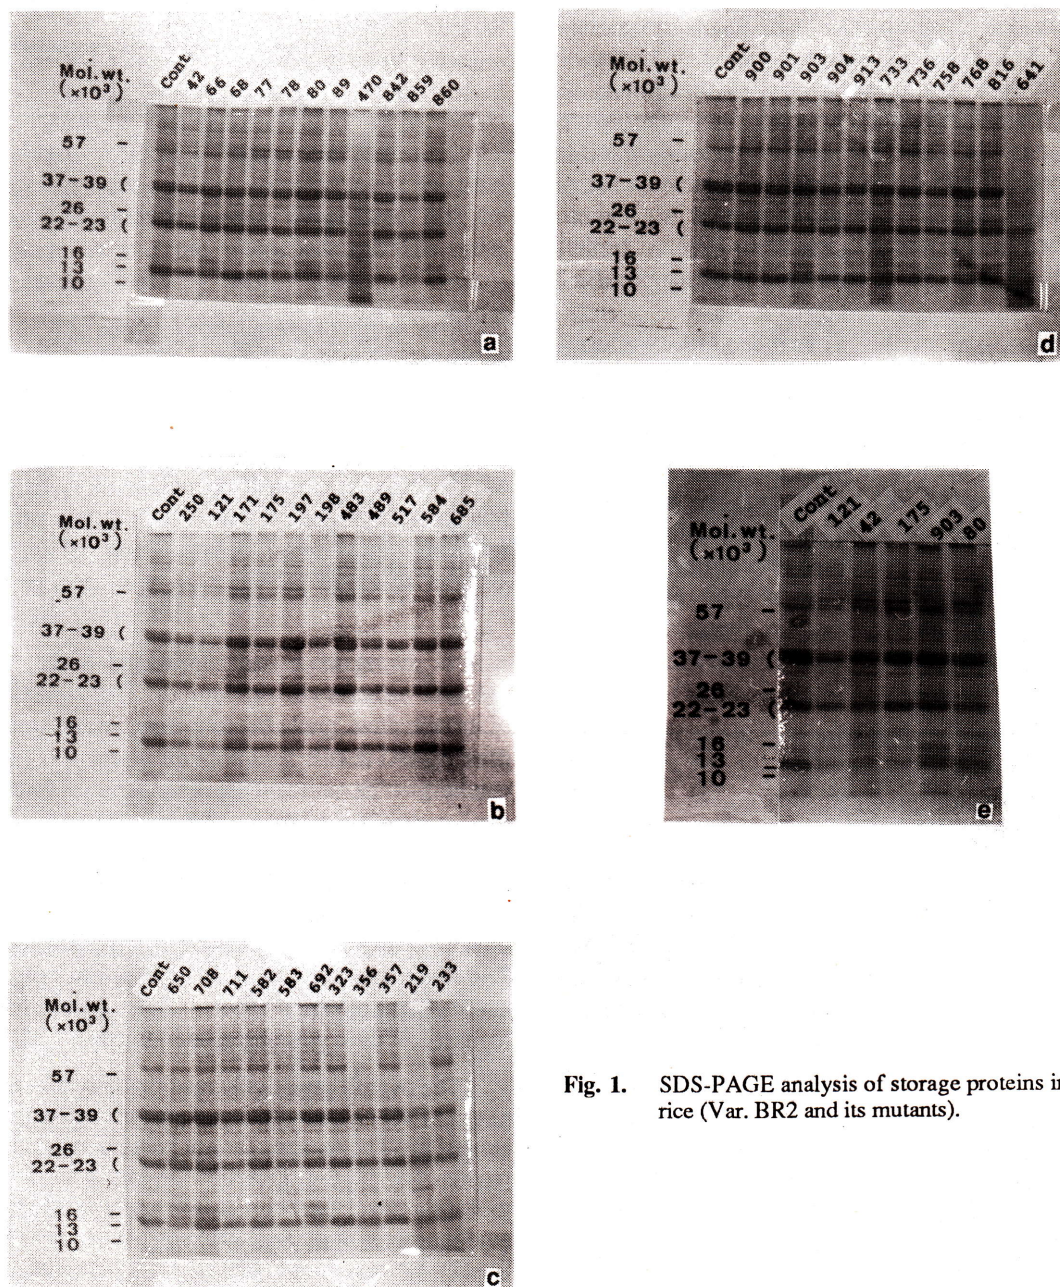 Cont 42 66 68 77 78 80 89 470 842 859 860
Mol.wt.
(×10³)
57 -
37-39 (
26 -
22-23 (
16 -
13 -
10 -
a
Cont 900 901 903 904 913 733 736 758 768 816 641
Mol.wt.
(×10³)
57 -
37-39 (
26 -
22-23 (
16 -
13 -
10 -
d
Cont 250 121 171 175 197 198 483 489 517 584 685
Mol.wt.
(×10³)
57 -
37-39 (
26 -
22-23 (
16 -
13 -
10 -
b
Cont 121 42 175 903 80
Mol.wt.
(×10³)
57 -
37-39 (
26 -
22-23 (
16 -
13 -
10 =
e
Cont 650 708 711 582 583 692 323 356 357 219 233
Mol.wt.
(×10³)
57 -
37-39 (
26 -
22-23 (
16 -
13 -
10 -
c
Fig. 1. SDS-PAGE analysis of storage proteins in
rice (Var. BR2 and its mutants).